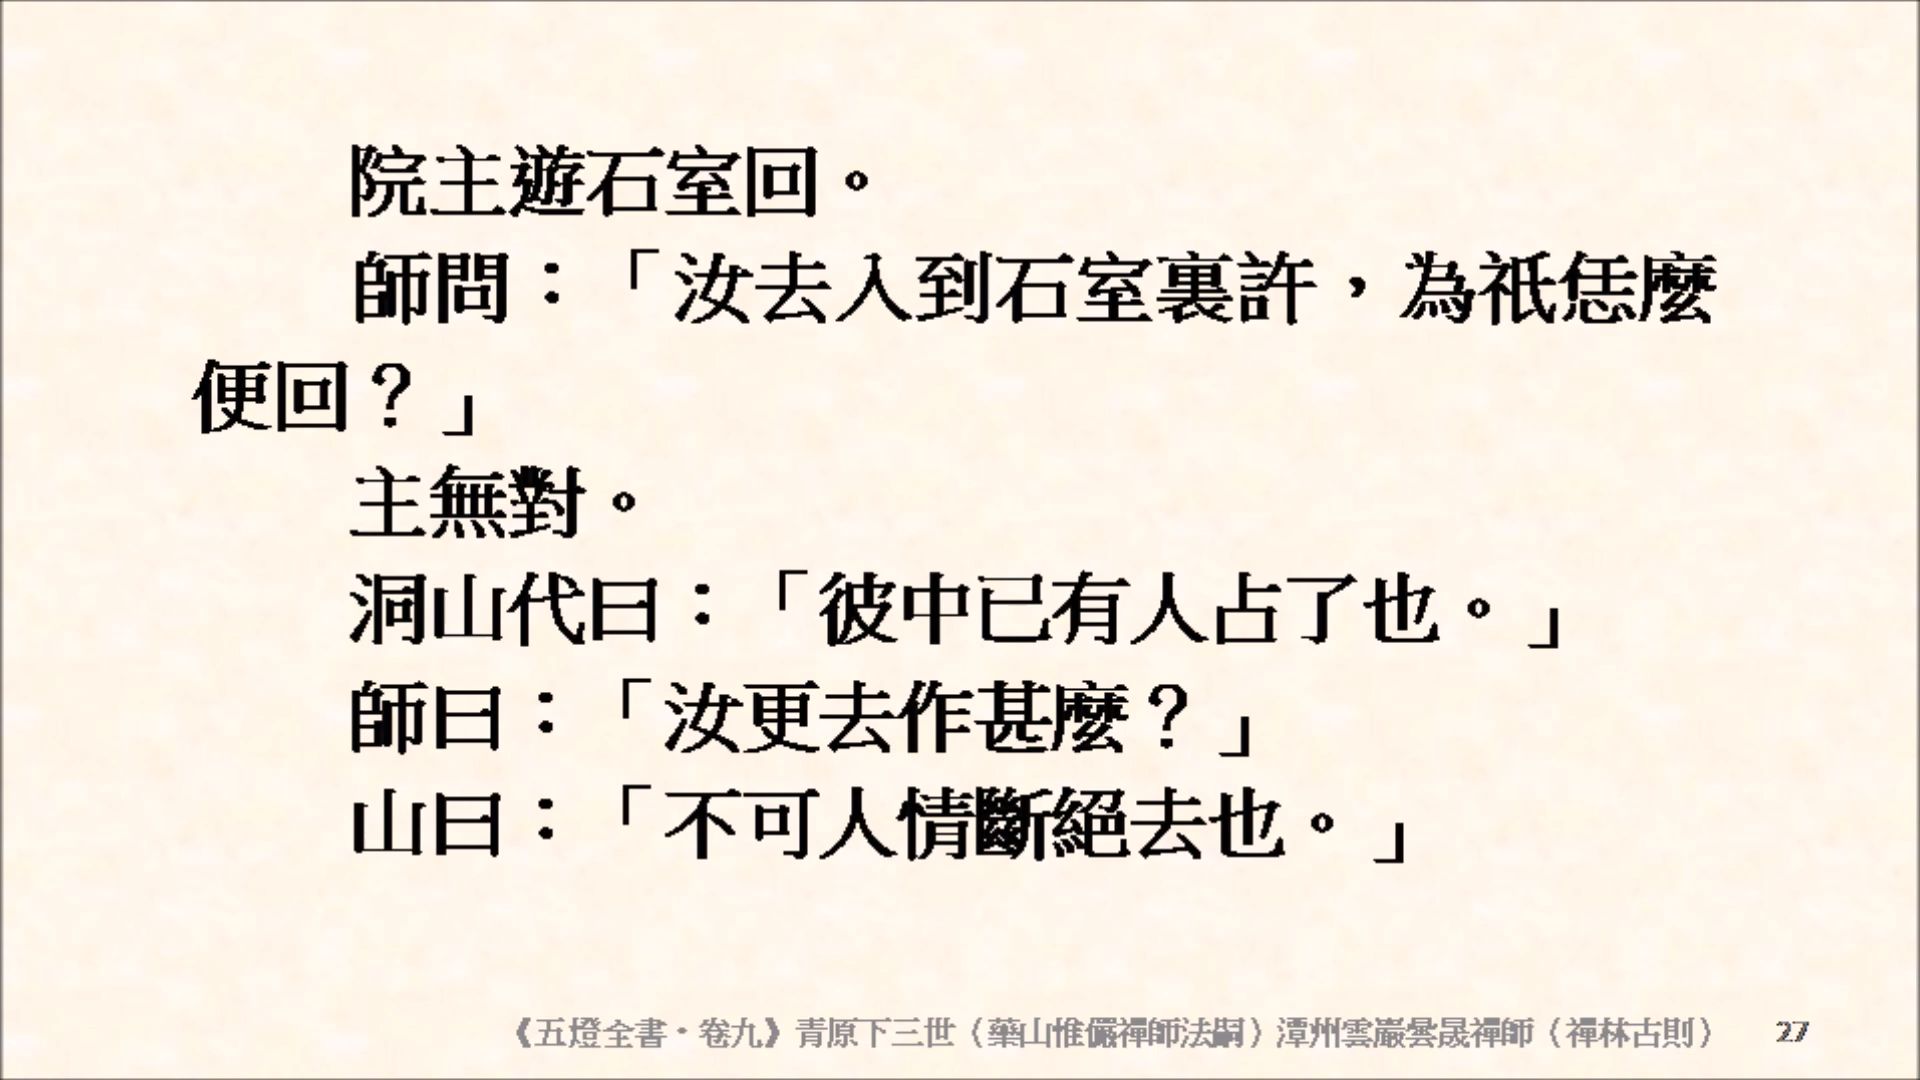 院主遊石室回。
師問：「汝去入到石室裏許，為祇恁麼
便回？」
主無對。
洞山代曰：「彼中已有人占了也。」
師曰：「汝更去作甚麼？」
山曰：「不可人情斷絕去也。」
《五燈全書‧卷九》青原下三世（藥山惟儼禪師法嗣）潭州雲巖曇晟禪師（禪林古則） 27